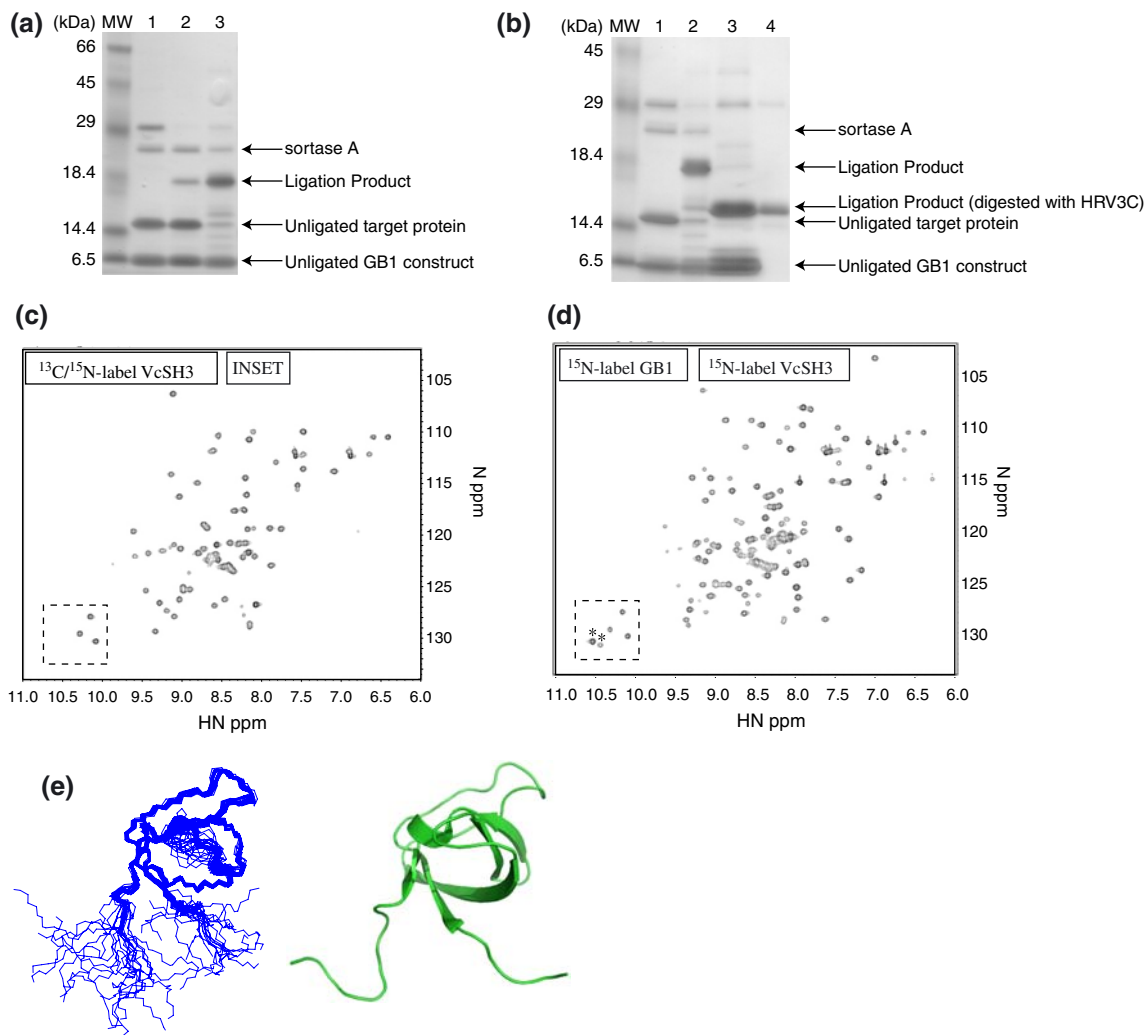 (a)
(kDa) MW 1 2 3
66
45
29
18.4
14.4
6.5
sortase A
Ligation Product
Unligated target protein
Unligated GB1 construct
(b)
(kDa) MW 1 2 3 4
45
29
18.4
14.4
6.5
sortase A
Ligation Product
Ligation Product (digested with HRV3C)
Unligated target protein
Unligated GB1 construct
(c)
¹³C/¹⁵N-label VcSH3 INSET
105
110
115
120
125
130
N ppm
11.0 10.5 10.0 9.5 9.0 8.5 8.0 7.5 7.0 6.5 6.0
HN ppm
(d)
¹⁵N-label GB1 ¹⁵N-label VcSH3
105
110
115
120
125
130
N ppm
**
11.0 10.5 10.0 9.5 9.0 8.5 8.0 7.5 7.0 6.5 6.0
HN ppm
(e)